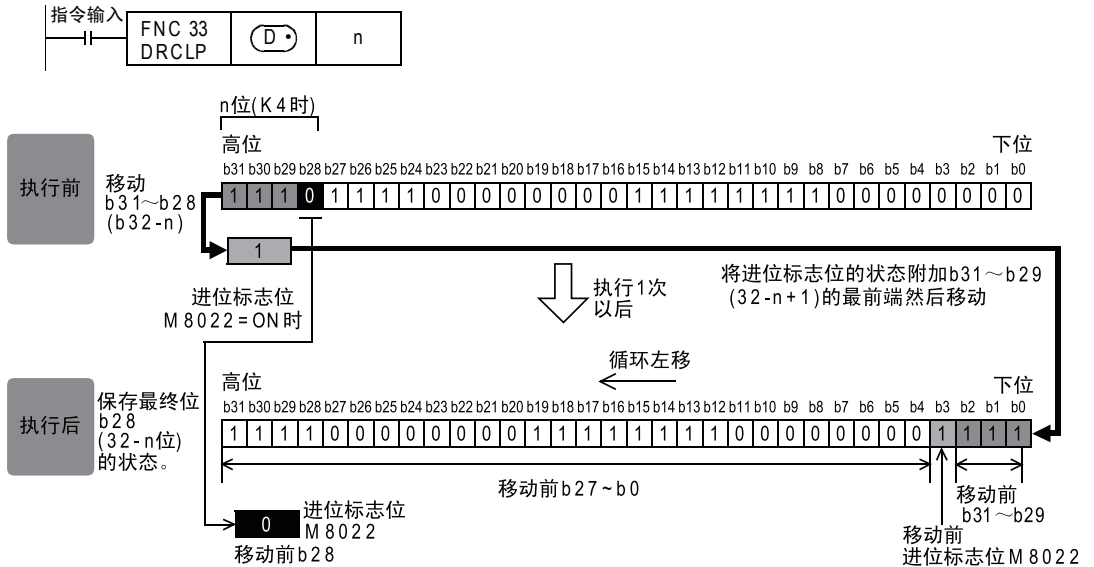 指令输入
FNC 33
DRCLP
D
n
n位(K4时)
高位
下位
b31 b30 b29 b28 b27 b26 b25 b24 b23 b22 b21 b20 b19 b18 b17 b16 b15 b14 b13 b12 b11 b10 b9 b8 b7 b6 b5 b4 b3 b2 b1 b0
执行前
移动
b31～b28
(b32-n)
1 1 1 0 1 1 1 1 0 0 0 0 0 0 0 0 1 1 1 1 1 1 1 1 0 0 0 0 0 0 0 0
1
进位标志位
M8022=ON时
执行1次
以后
将进位标志位的状态附加b31～b29
(32-n+1)的最前端然后移动
循环左移
高位
下位
b31 b30 b29 b28 b27 b26 b25 b24 b23 b22 b21 b20 b19 b18 b17 b16 b15 b14 b13 b12 b11 b10 b9 b8 b7 b6 b5 b4 b3 b2 b1 b0
执行后
保存最终位
b28
(32-n位)
的状态。
1 1 1 1 0 0 0 0 0 0 0 0 1 1 1 1 1 1 1 1 0 0 0 0 0 0 0 0 1 1 1 1
移动前b27~b0
移动前
b31～b29
0
进位标志位
M8022
移动前b28
移动前
进位标志位M8022